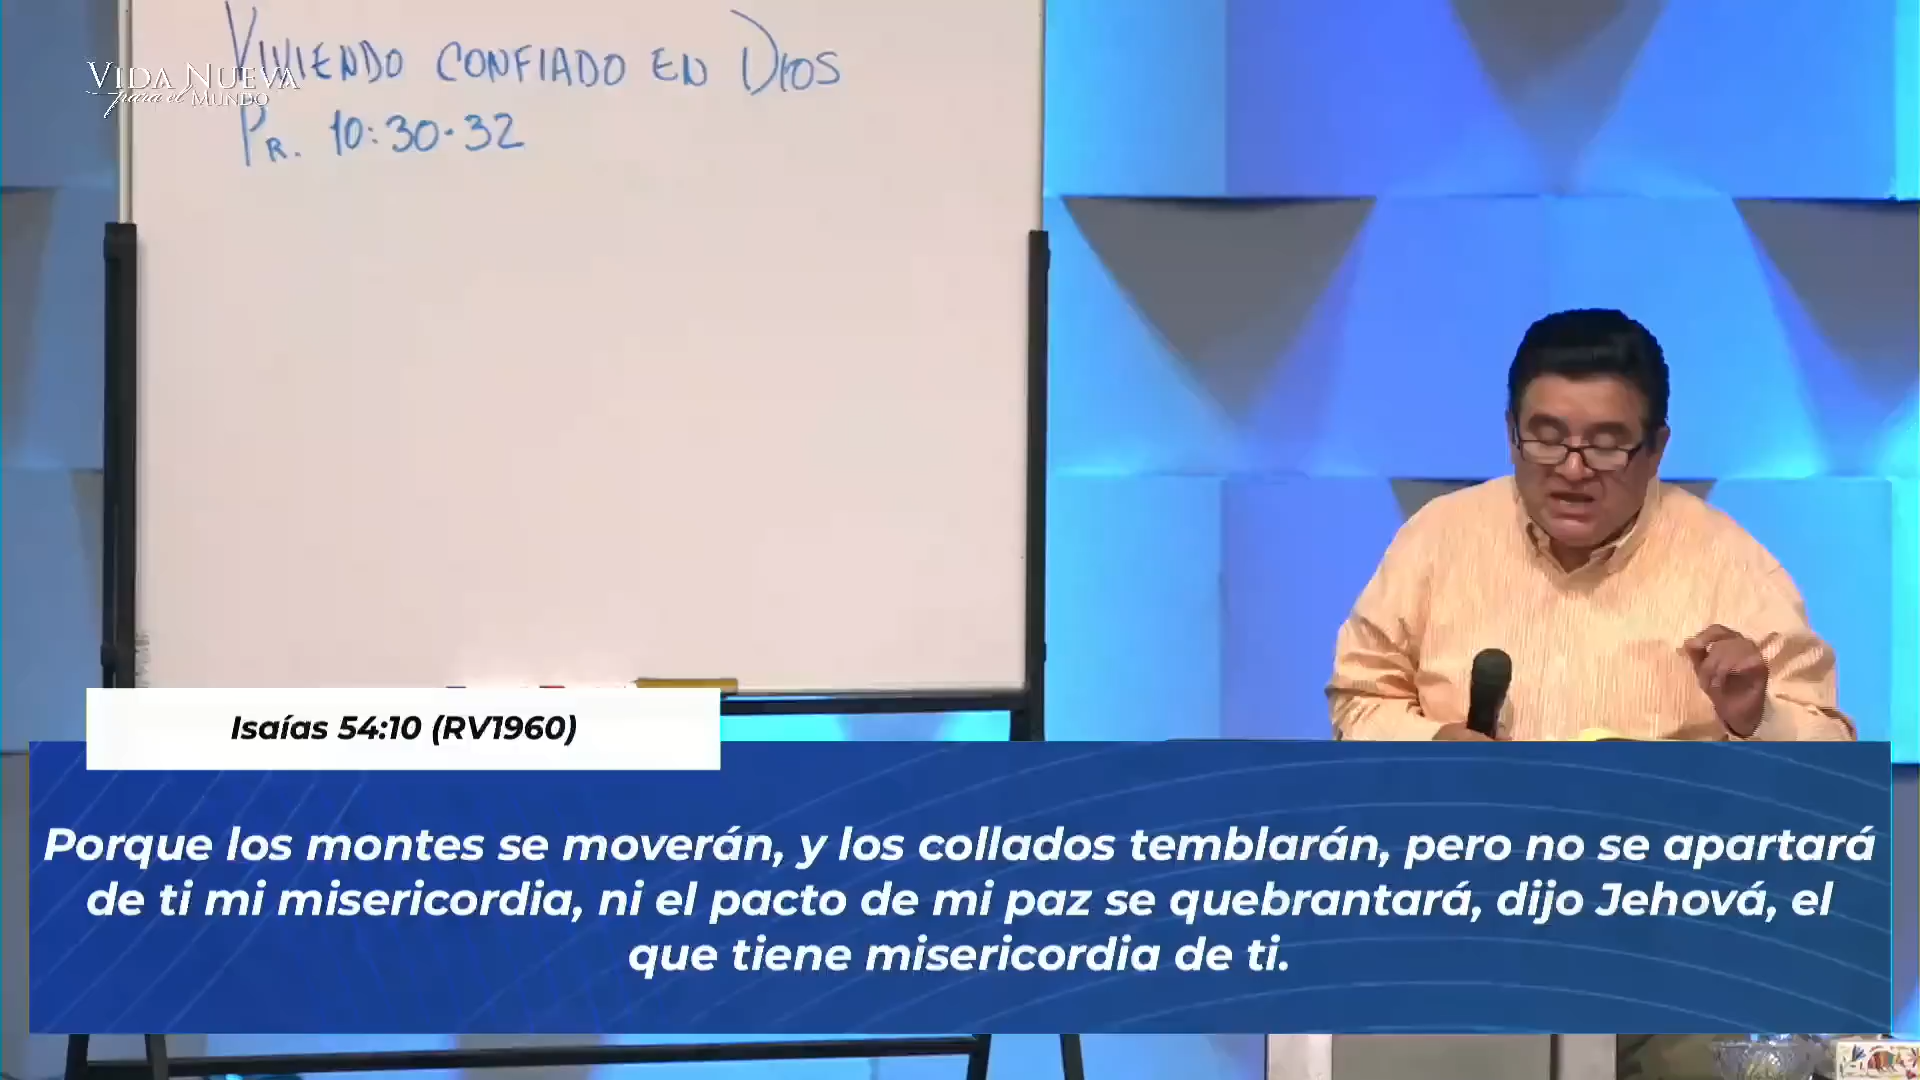 VIVIENDO CONFIADO EN DIOS
VIDA NUEVA
para el MUNDO
PR. 10:30-32
Isaías 54:10 (RV1960)
Porque los montes se moverán, y los collados temblarán, pero no se apartará
de ti mi misericordia, ni el pacto de mi paz se quebrantará, dijo Jehová, el
que tiene misericordia de ti.